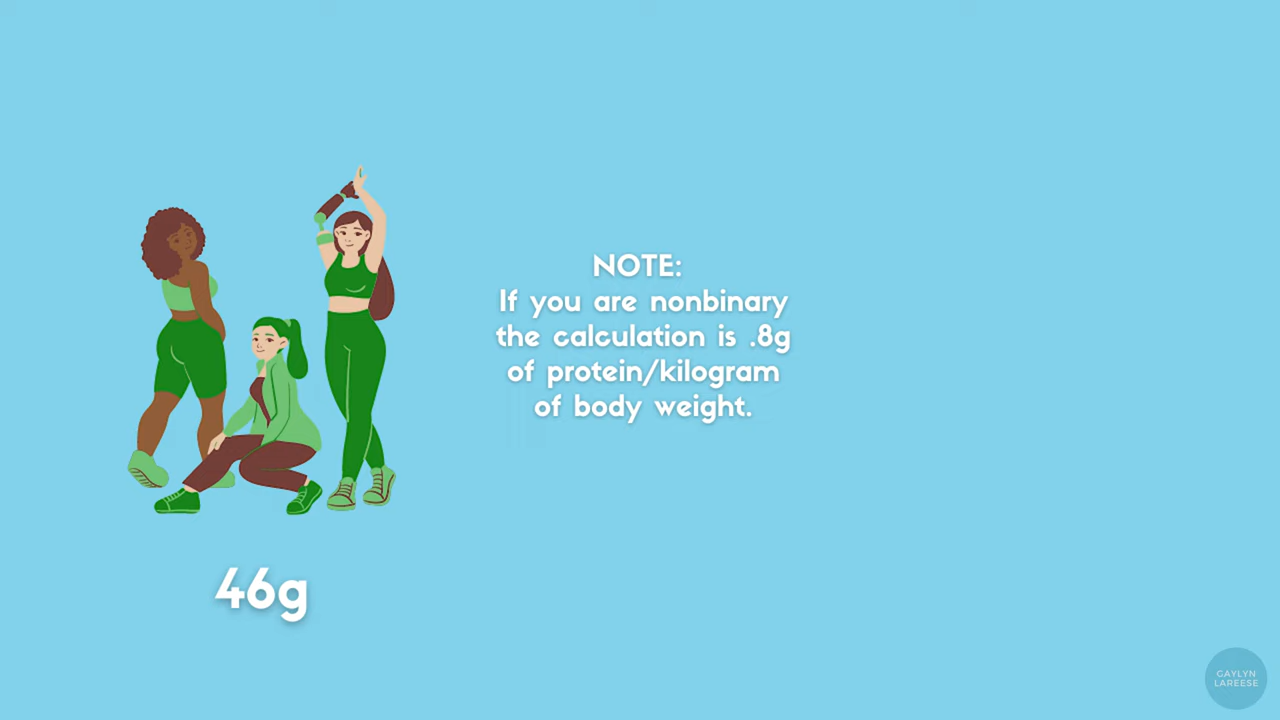 NOTE:
If you are nonbinary
the calculation is .8g
of protein/kilogram
of body weight.
46g
GAYLYN
LAREESE